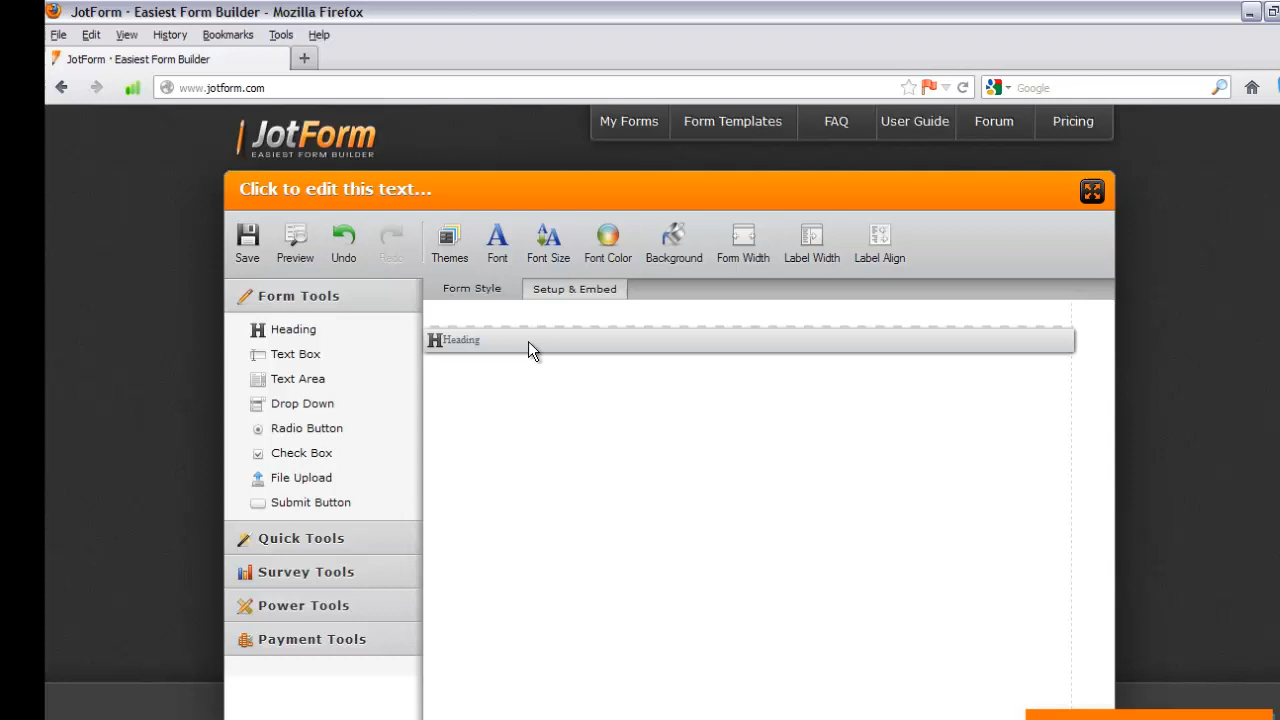 JotForm · Easiest Form Builder - Mozilla Firefox
File Edit View History Bookmarks Tools Help
JotForm · Easiest Form Builder
www.jotform.com
Google
JotForm
EASIEST FORM BUILDER
My Forms Form Templates FAQ User Guide Forum Pricing
Click to edit this text...
Save Preview Undo Redo Themes Font Font Size Form Color Background Form Width Label Width Label Align
Form Tools
Form Style Setup & Embed
Heading
Heading
Text Box
Text Area
Drop Down
Radio Button
Check Box
File Upload
Submit Button
Quick Tools
Survey Tools
Power Tools
Payment Tools